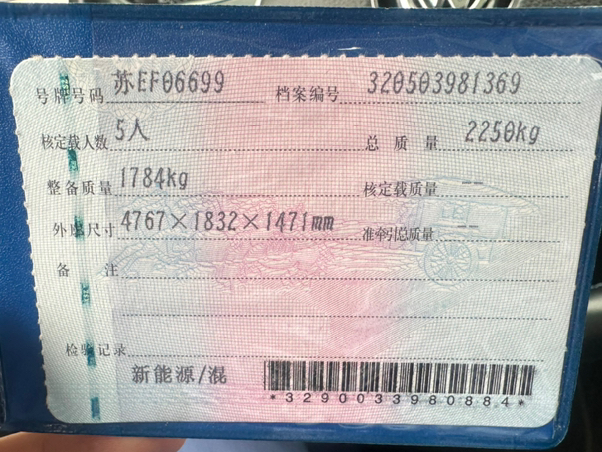 号牌号码 苏EF06699 档案编号 320503981369
核定载人数 5人 总质量 2250kg
整备质量 1784kg 核定载质量 --
外廓尺寸 4767×1832×1471mm 准牵引总质量 --
备注
检验记录
新能源/混
*3290033980884*